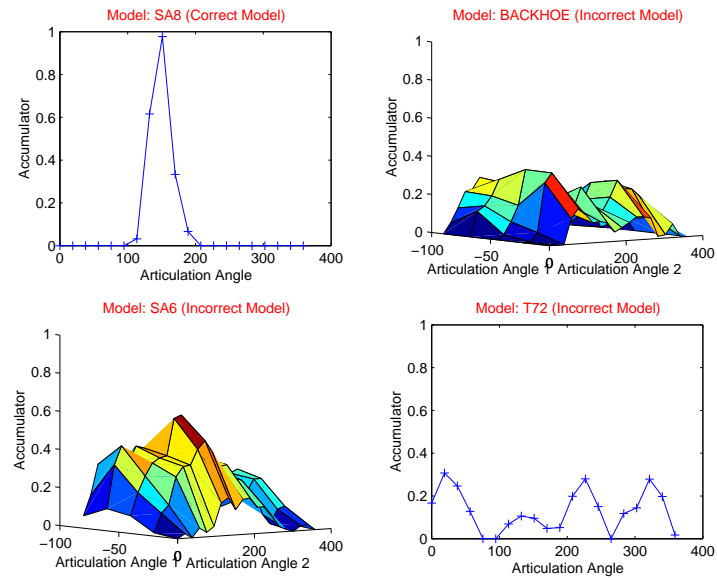 Model: SA8 (Correct Model)
1
0.8
0.6
0.4
0.2
0
Accumulator
0 100 200 300 400
Articulation Angle
Model: BACKHOE (Incorrect Model)
1
0.8
0.6
0.4
0.2
0
Accumulator
−100 −50 0
0 200 400
Articulation Angle 1
Articulation Angle 2
Model: SA6 (Incorrect Model)
1
0.8
0.6
0.4
0.2
0
Accumulator
−100 −50 0
0 200 400
Articulation Angle 1
Articulation Angle 2
Model: T72 (Incorrect Model)
1
0.8
0.6
0.4
0.2
0
Accumulator
0 100 200 300 400
Articulation Angle